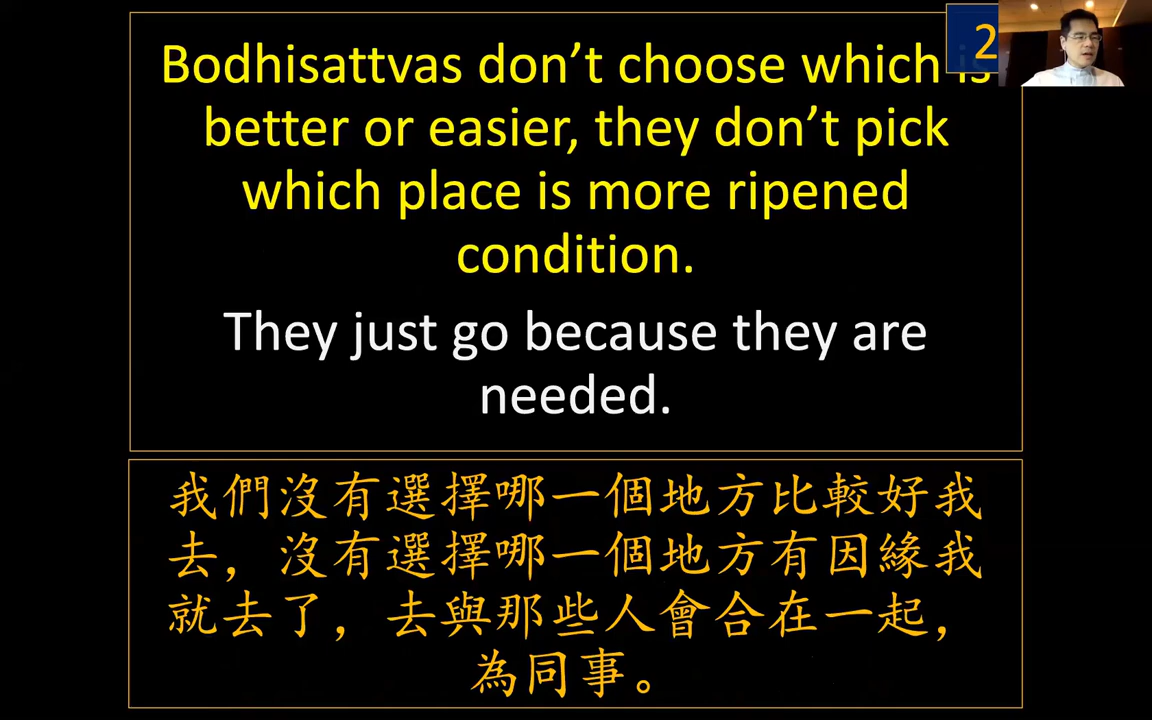 Bodhisattvas don’t choose which is
better or easier, they don’t pick
which place is more ripened
condition.
They just go because they are
needed.
2
我們沒有選擇哪一個地方比較好我
去，沒有選擇哪一個地方有因緣我
就去了，去與那些人會合在一起，
為同事。